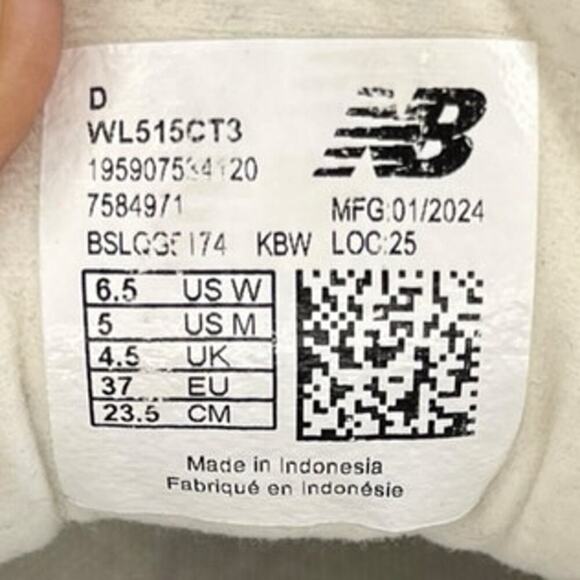 D
WL515CT3
NB
7584971
MFG:01/2024
KBW LOC:25
6.5 US W
5 US M
4.5 UK
37 EU
23.5 CM
Made in Indonesia
Fabriqué en Indonésie